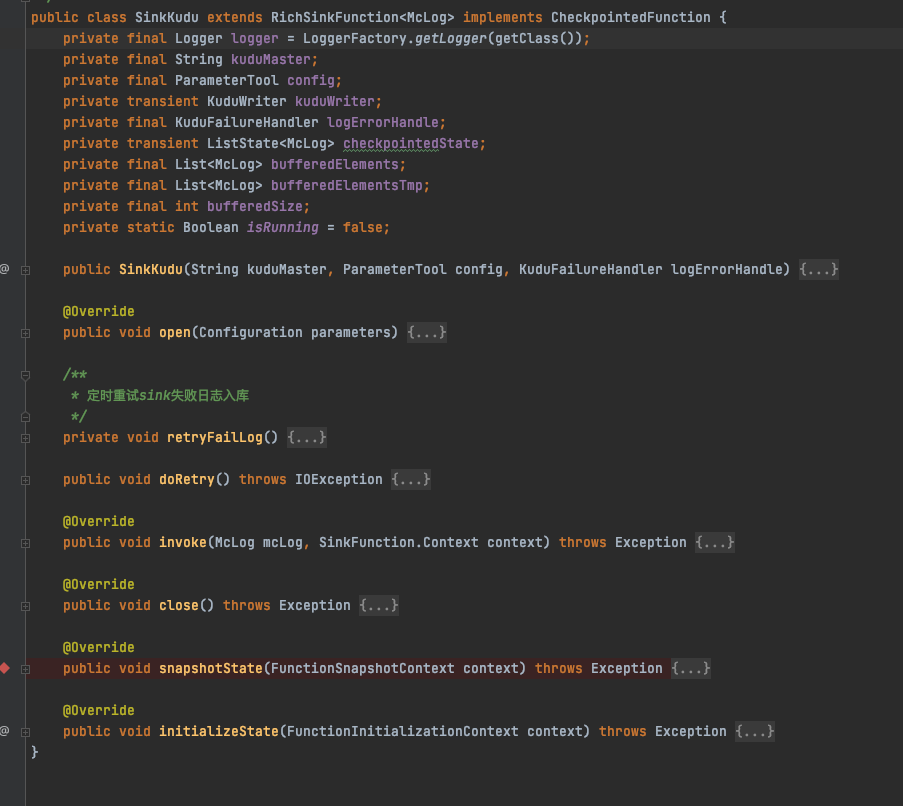 public class SinkKudu extends RichSinkFunction<McLog> implements CheckpointedFunction {
private final Logger logger = LoggerFactory.getLogger(getClass());
private final String kuduMaster;
private final ParameterTool config;
private transient KuduWriter kuduWriter;
private final KuduFailureHandler logErrorHandle;
private transient ListState<McLog> checkpointedState;
private final List<McLog> bufferedElements;
private final List<McLog> bufferedElementsTmp;
private final int bufferedSize;
private static Boolean isRunning = false;
@ public SinkKudu(String kuduMaster, ParameterTool config, KuduFailureHandler logErrorHandle) {...}
@Override
public void open(Configuration parameters) {...}
/**
* 定时重试sink失败日志入库
*/
private void retryFailLog() {...}
public void doRetry() throws IOException {...}
@Override
public void invoke(McLog mcLog, SinkFunction.Context context) throws Exception {...}
@Override
public void close() throws Exception {...}
@Override
public void snapshotState(FunctionSnapshotContext context) throws Exception {...}
@Override
@ public void initializeState(FunctionInitializationContext context) throws Exception {...}
}